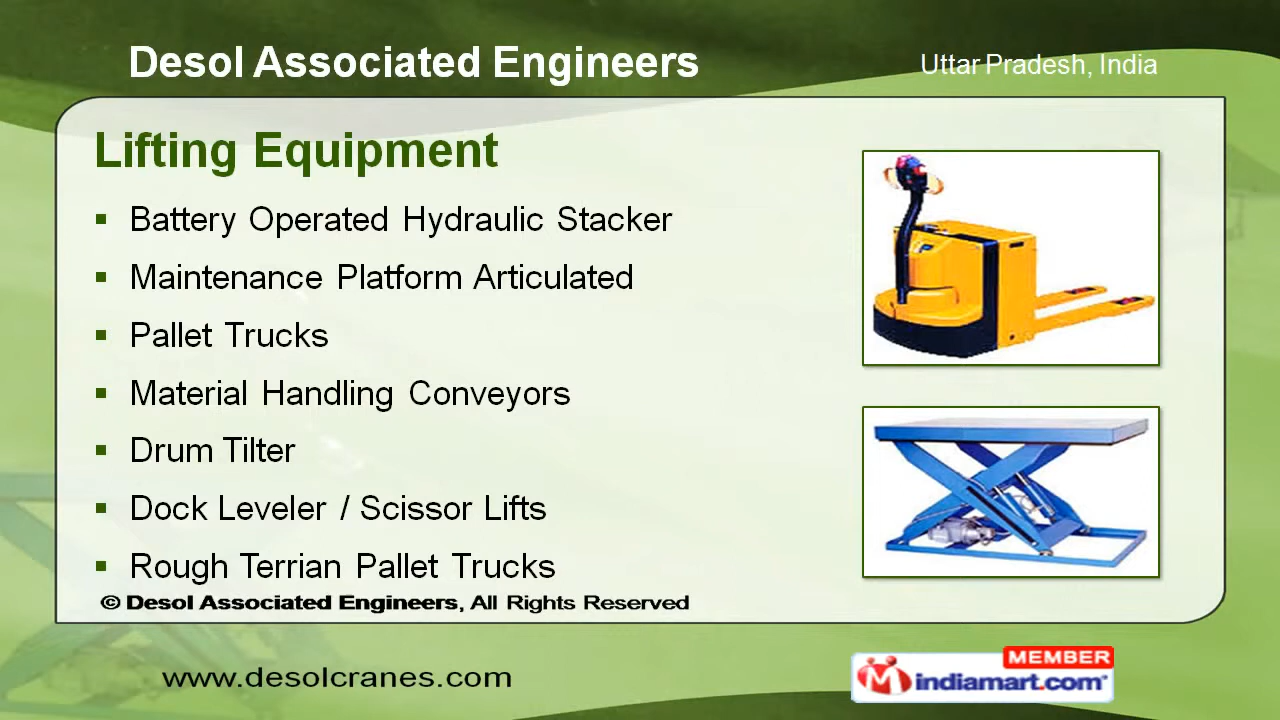 Desol Associated Engineers
Uttar Pradesh, India
Lifting Equipment
▪ Battery Operated Hydraulic Stacker
▪ Maintenance Platform Articulated
▪ Pallet Trucks
▪ Material Handling Conveyors
▪ Drum Tilter
▪ Dock Leveler / Scissor Lifts
▪ Rough Terrian Pallet Trucks
© Desol Associated Engineers, All Rights Reserved
www.desolcranes.com
MEMBER
indiamart.com